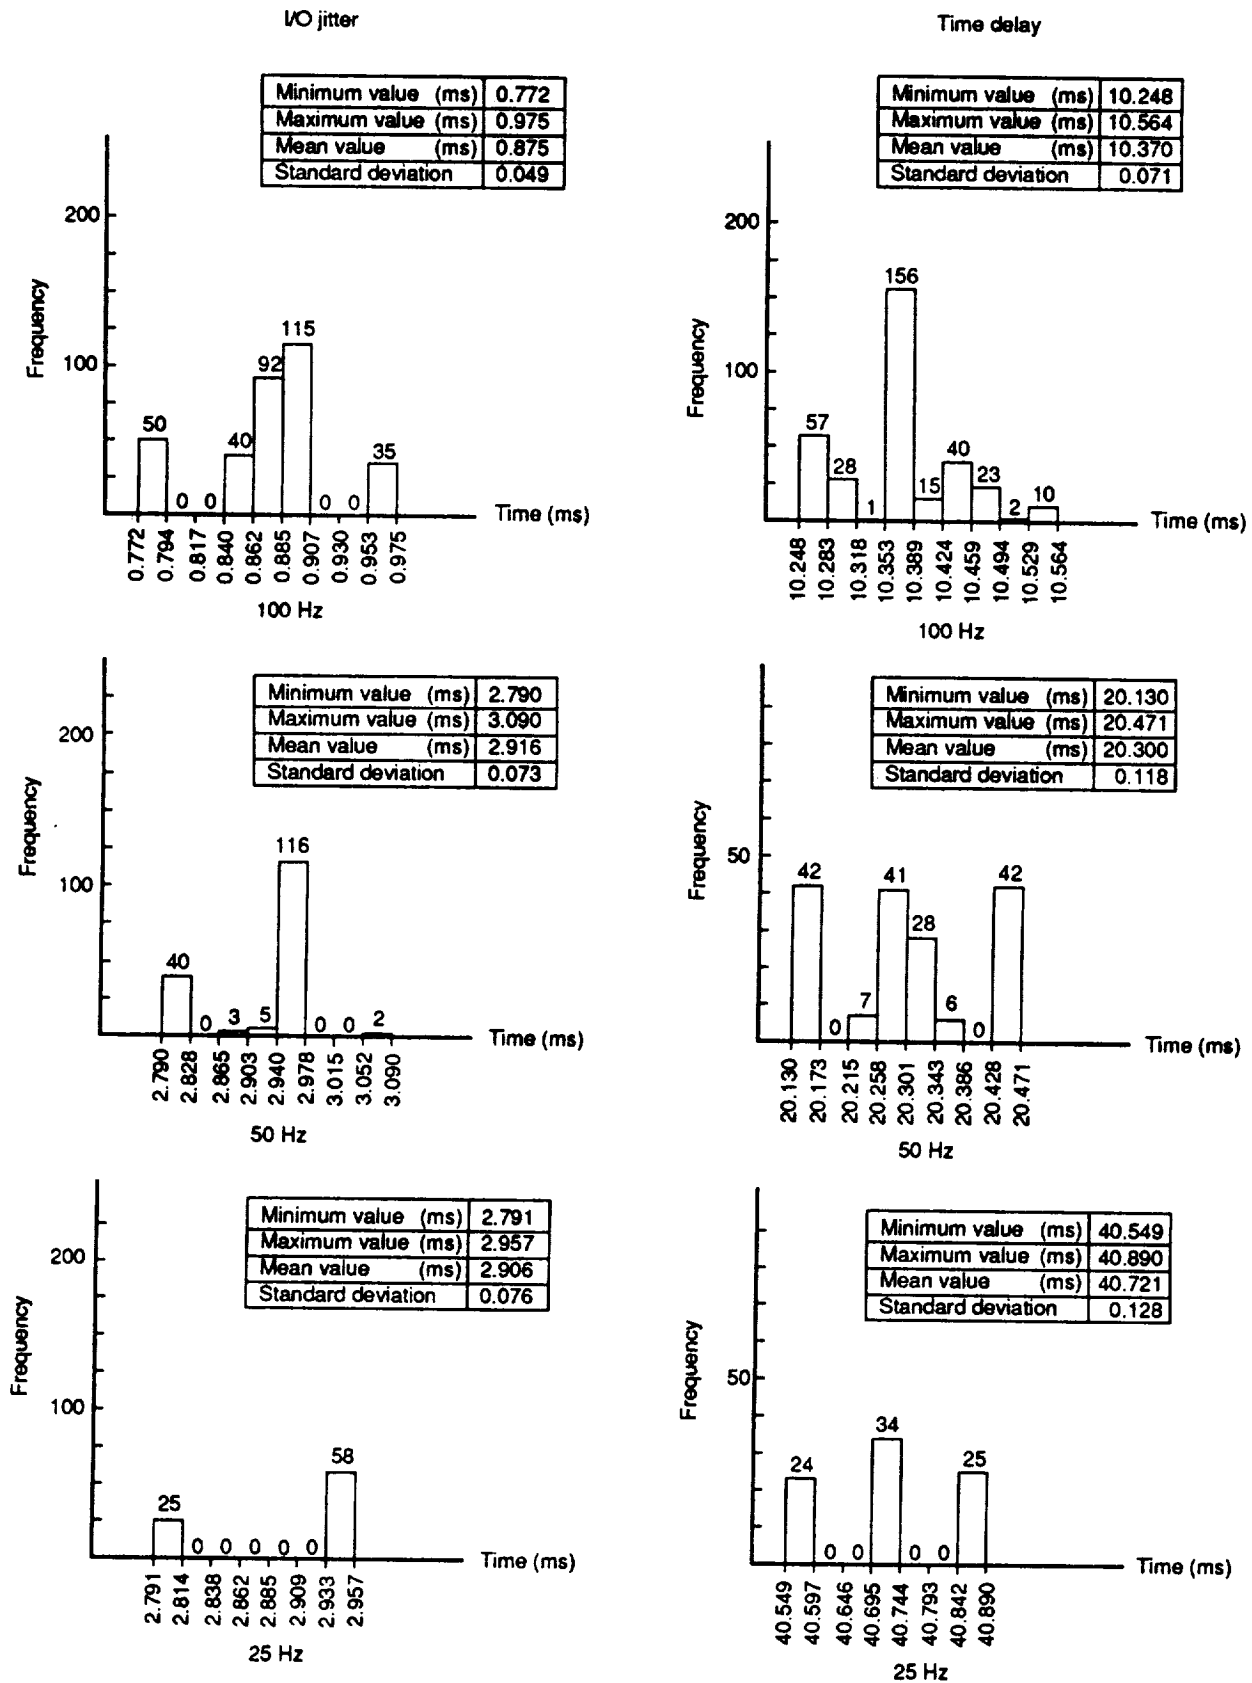 I/O jitter
Time delay
Minimum value (ms) 0.772
Maximum value (ms) 0.975
Mean value (ms) 0.875
Standard deviation 0.049
Frequency
200
100
50
0
0
40
92
115
0
0
35
Time (ms)
0.772
0.794
0.817
0.840
0.862
0.885
0.907
0.930
0.953
0.975
100 Hz
Minimum value (ms) 10.248
Maximum value (ms) 10.564
Mean value (ms) 10.370
Standard deviation 0.071
Frequency
200
100
57
28
1
156
15
40
23
2
10
Time (ms)
10.248
10.283
10.318
10.353
10.389
10.424
10.459
10.494
10.529
10.564
100 Hz
Minimum value (ms) 2.790
Maximum value (ms) 3.090
Mean value (ms) 2.916
Standard deviation 0.073
Frequency
200
100
40
0
3
5
116
0
0
2
Time (ms)
2.790
2.828
2.865
2.903
2.940
2.978
3.015
3.052
3.090
50 Hz
Minimum value (ms) 20.130
Maximum value (ms) 20.471
Mean value (ms) 20.300
Standard deviation 0.118
Frequency
50
42
0
7
41
28
6
0
42
Time (ms)
20.130
20.173
20.215
20.258
20.301
20.343
20.386
20.428
20.471
50 Hz
Minimum value (ms) 2.791
Maximum value (ms) 2.957
Mean value (ms) 2.906
Standard deviation 0.076
Frequency
200
100
25
0
0
0
0
0
58
Time (ms)
2.791
2.814
2.838
2.862
2.885
2.909
2.933
2.957
25 Hz
Minimum value (ms) 40.549
Maximum value (ms) 40.890
Mean value (ms) 40.721
Standard deviation 0.128
Frequency
50
24
0
0
34
0
0
25
Time (ms)
40.549
40.597
40.646
40.695
40.744
40.793
40.842
40.890
25 Hz